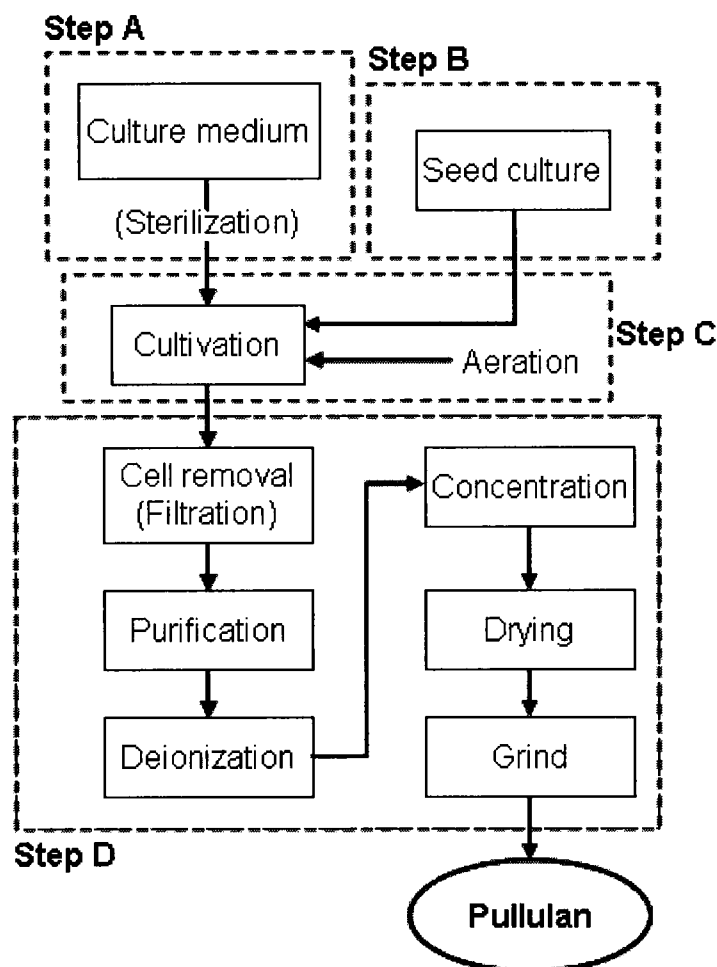 Step A
Culture medium
(Sterilization)
Step B
Seed culture
Cultivation
Aeration
Step C
Cell removal
(Filtration)
Purification
Deionization
Concentration
Drying
Grind
Step D
Pullulan